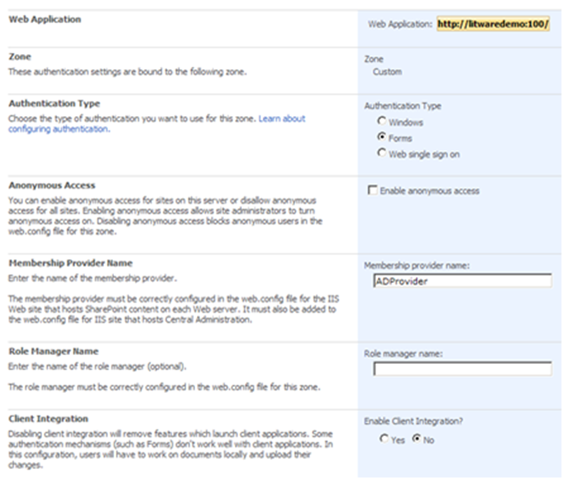 Web Application
Web Application: http://litwaredemo:100/
Zone
Zone
These authentication settings are bound to the following zone.
Custom
Authentication Type
Authentication Type
Choose the type of authentication you want to use for this zone. Learn about
configuring authentication.
Windows
Forms
Web single sign on
Anonymous Access
You can enable anonymous access for sites on this server or disallow anonymous
access for all sites. Enabling anonymous access allows site administrators to turn
anonymous access on. Disabling anonymous access blocks anonymous users in the
web.config file for this zone.
Enable anonymous access
Membership Provider Name
Enter the name of the membership provider.
The membership provider must be correctly configured in the web.config file for the IIS
Web site that hosts SharePoint content on each Web server. It must also be added to
the web.config file for IIS site that hosts Central Administration.
Membership provider name:
ADProvider
Role Manager Name
Enter the name of the role manager (optional).
The role manager must be correctly configured in the web.config file for this zone.
Role manager name:
Client Integration
Disabling client integration will remove features which launch client applications. Some
authentication mechanisms (such as Forms) don't work well with client applications. In
this configuration, users will have to work on documents locally and upload their
changes.
Enable Client Integration?
Yes No